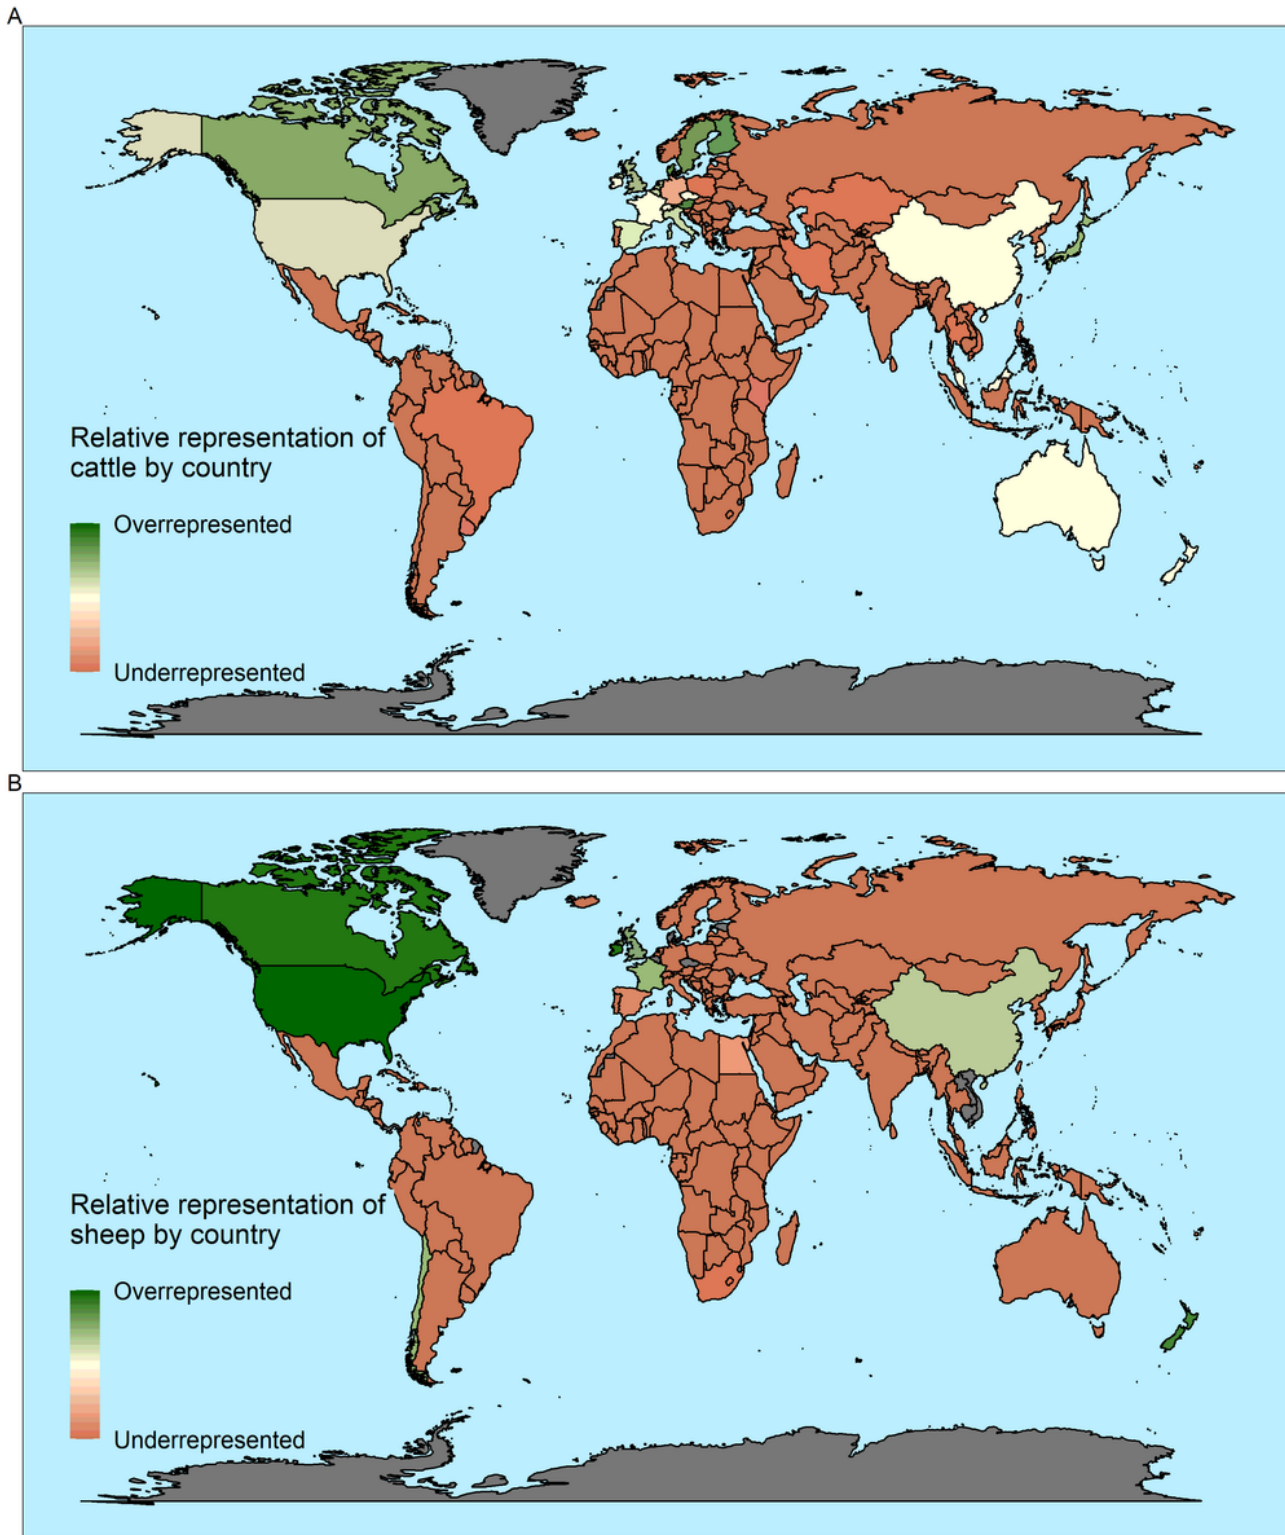 A
Relative representation of
cattle by country
Overrepresented
Underrepresented
B
Relative representation of
sheep by country
Overrepresented
Underrepresented